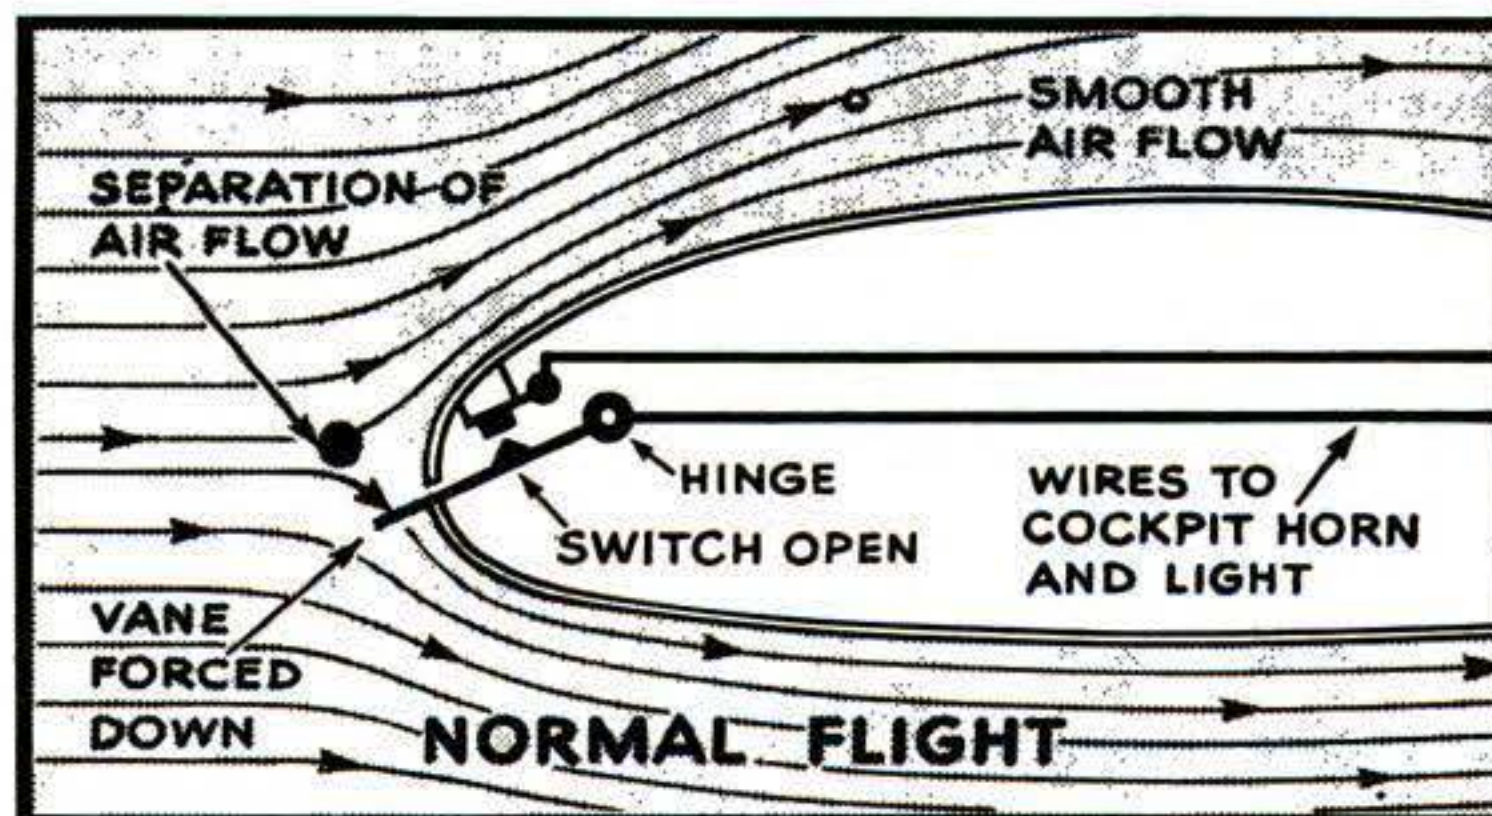 SMOOTH
AIR FLOW
SEPARATION OF
AIR FLOW
HINGE
SWITCH OPEN
WIRES TO
COCKPIT HORN
AND LIGHT
VANE
FORCED
DOWN
NORMAL FLIGHT